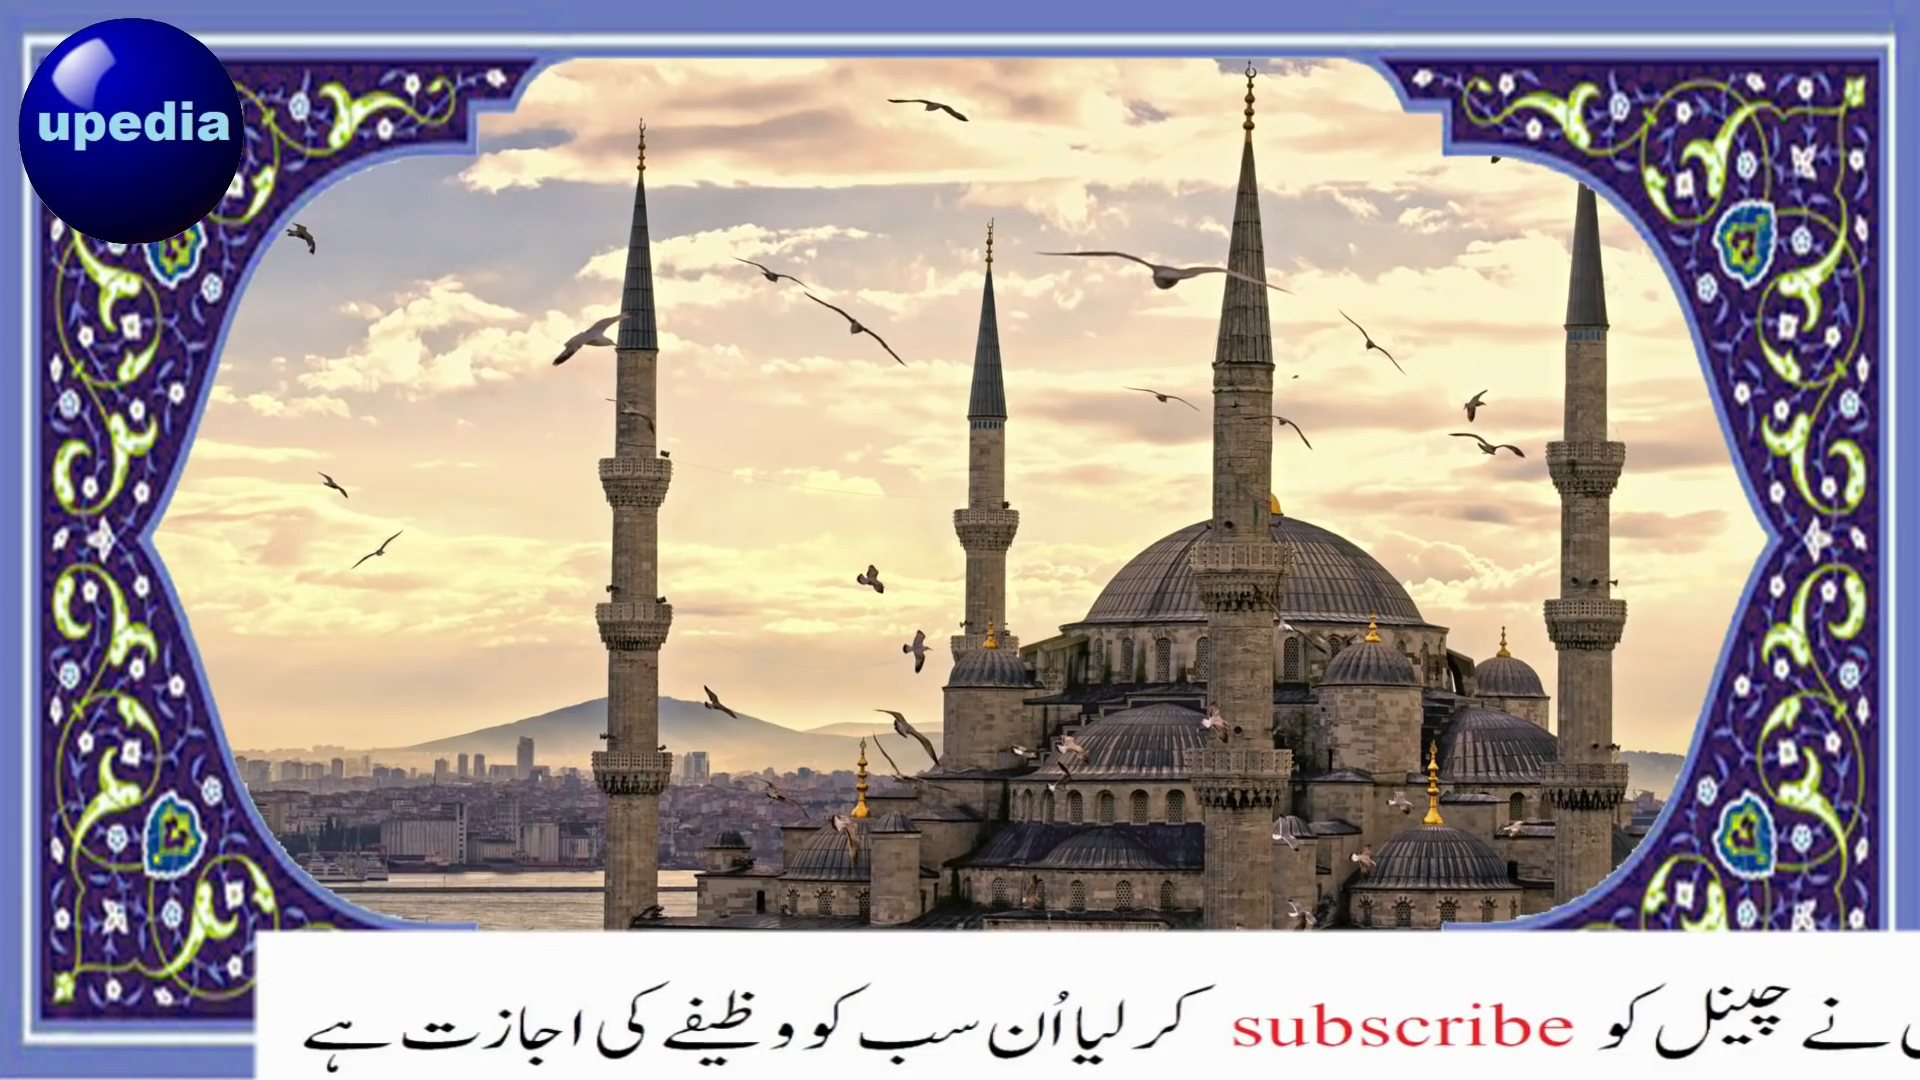 upedia
نے چینل کو subscribe کر لیا اُن سب کو وظیفے کی اجازت ہے